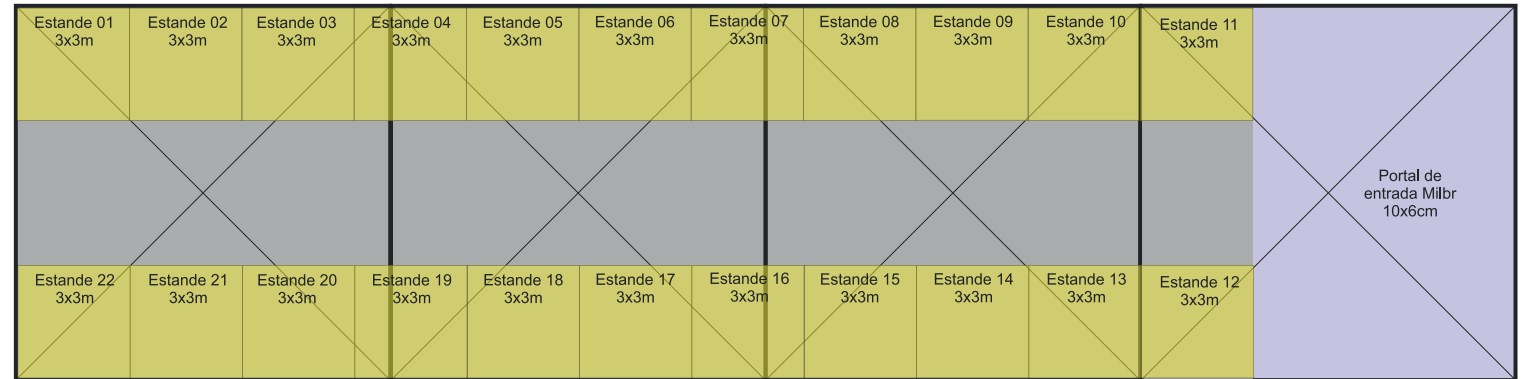 Estande 01
3x3m
Estande 02
3x3m
Estande 03
3x3m
Estande 04
3x3m
Estande 05
3x3m
Estande 06
3x3m
Estande 07
3x3m
Estande 08
3x3m
Estande 09
3x3m
Estande 10
3x3m
Estande 11
3x3m
Portal de
entrada Milbr
10x6cm
Estande 22
3x3m
Estande 21
3x3m
Estande 20
3x3m
Estande 19
3x3m
Estande 18
3x3m
Estande 17
3x3m
Estande 16
3x3m
Estande 15
3x3m
Estande 14
3x3m
Estande 13
3x3m
Estande 12
3x3m